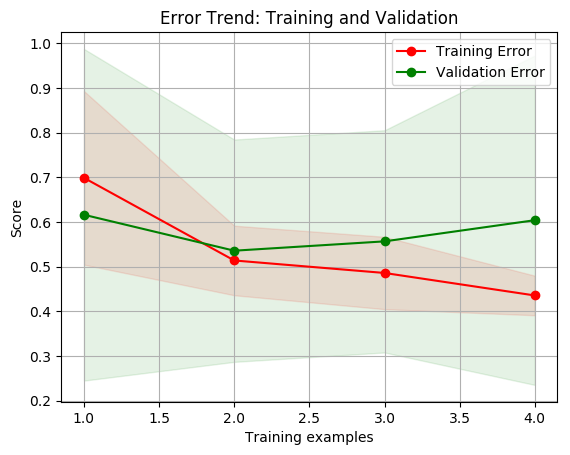 Error Trend: Training and Validation
Training Error
Validation Error
1.0
0.9
0.8
0.7
0.6
0.5
0.4
0.3
0.2
Score
1.0 1.5 2.0 2.5 3.0 3.5 4.0
Training examples